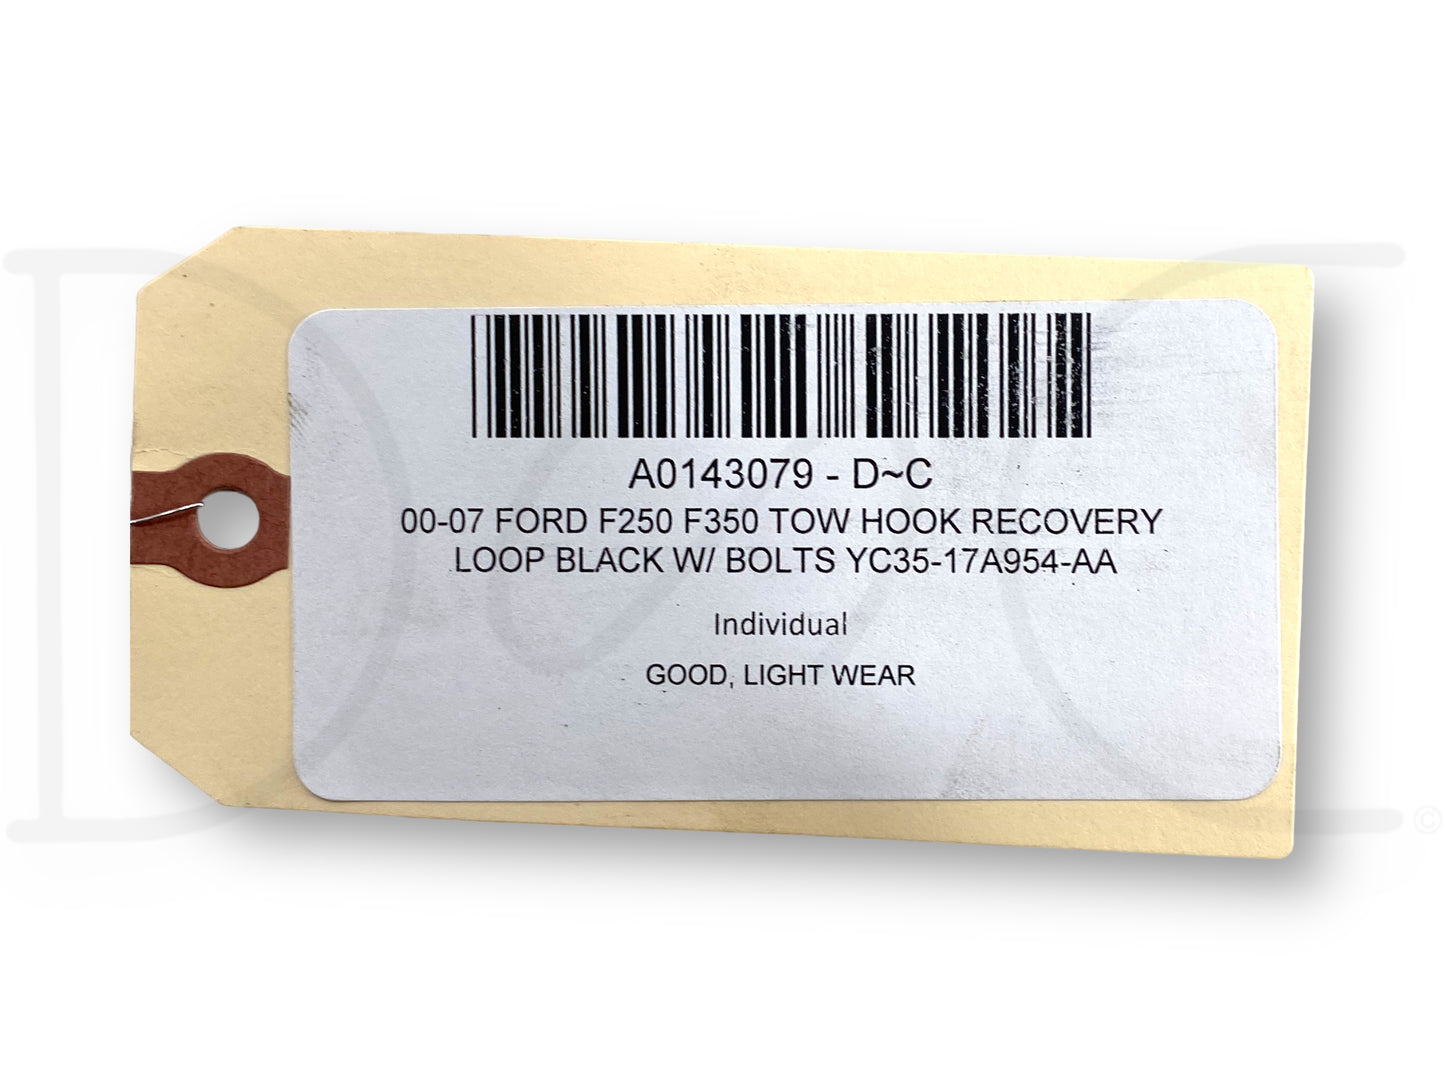 A0143079 - D~C
00-07 FORD F250 F350 TOW HOOK RECOVERY
LOOP BLACK W/ BOLTS YC35-17A954-AA
Individual
GOOD, LIGHT WEAR
D~C
©